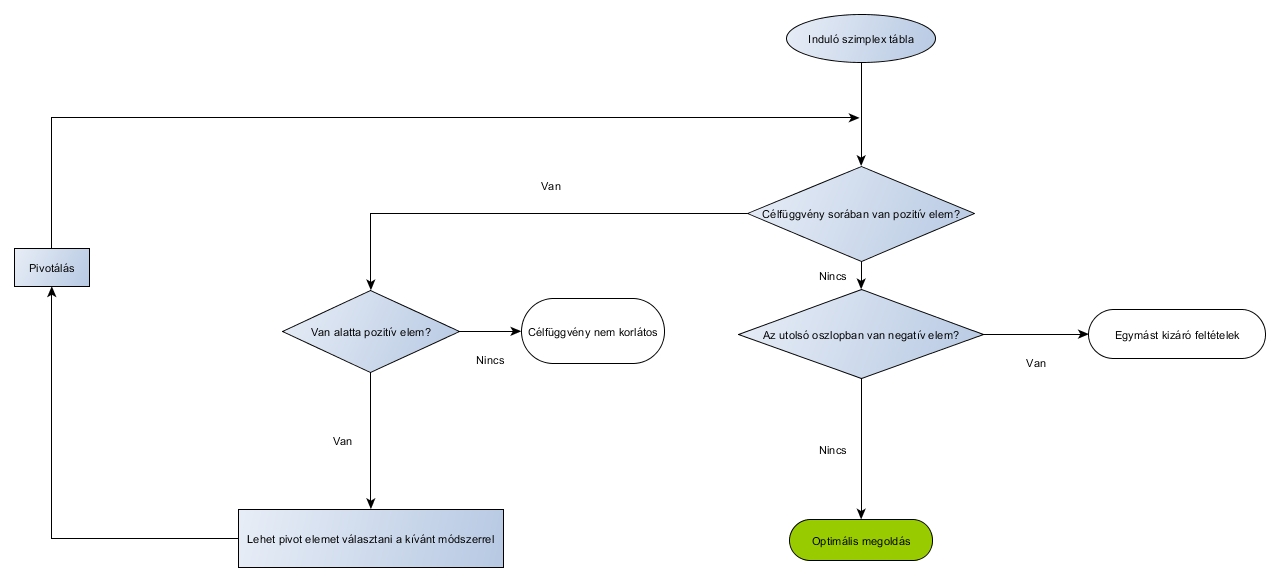 Induló szimplex tábla
Van
Célfüggvény sorában van pozitív elem?
Pivotálás
Nincs
Van alatta pozitív elem?
Célfüggvény nem korlátos
Az utolsó oszlopban van negatív elem?
Egymást kizáró feltételek
Nincs
Van
Van
Nincs
Lehet pivot elemet választani a kívánt módszerrel
Optimális megoldás